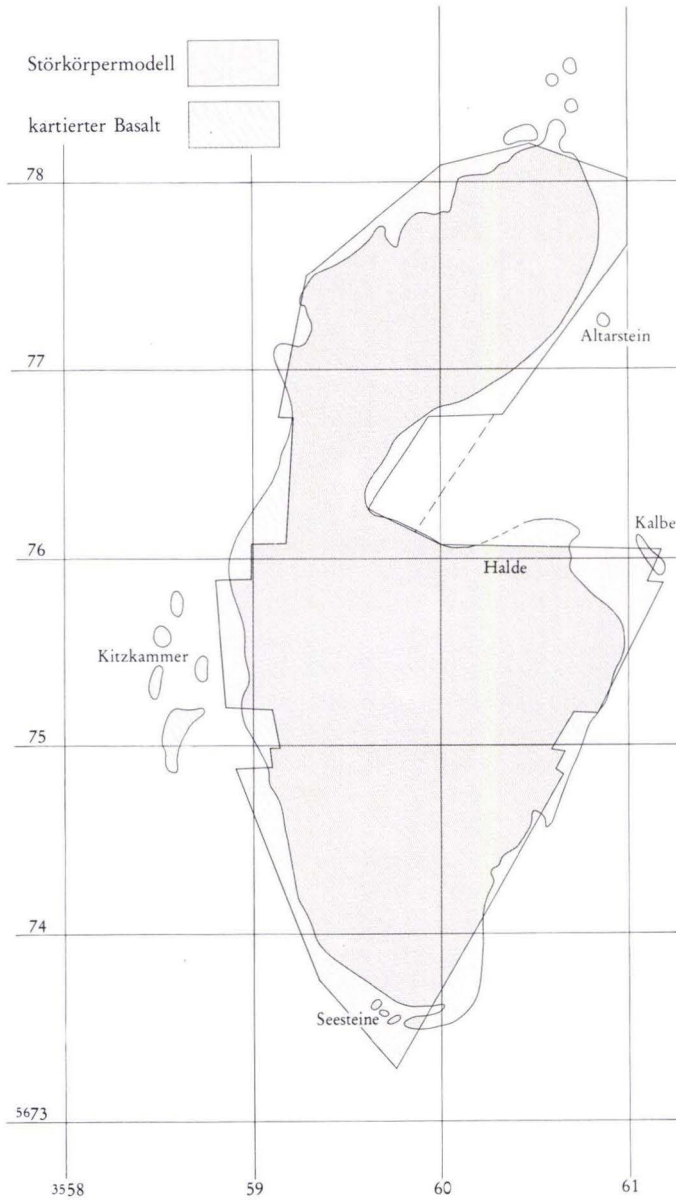 Störkörpermodell
kartierter Basalt
78
Altarstein
77
Kalbe
76
Halde
Kitzkammer
75
74
Seesteine
5673
3558 59 60 61